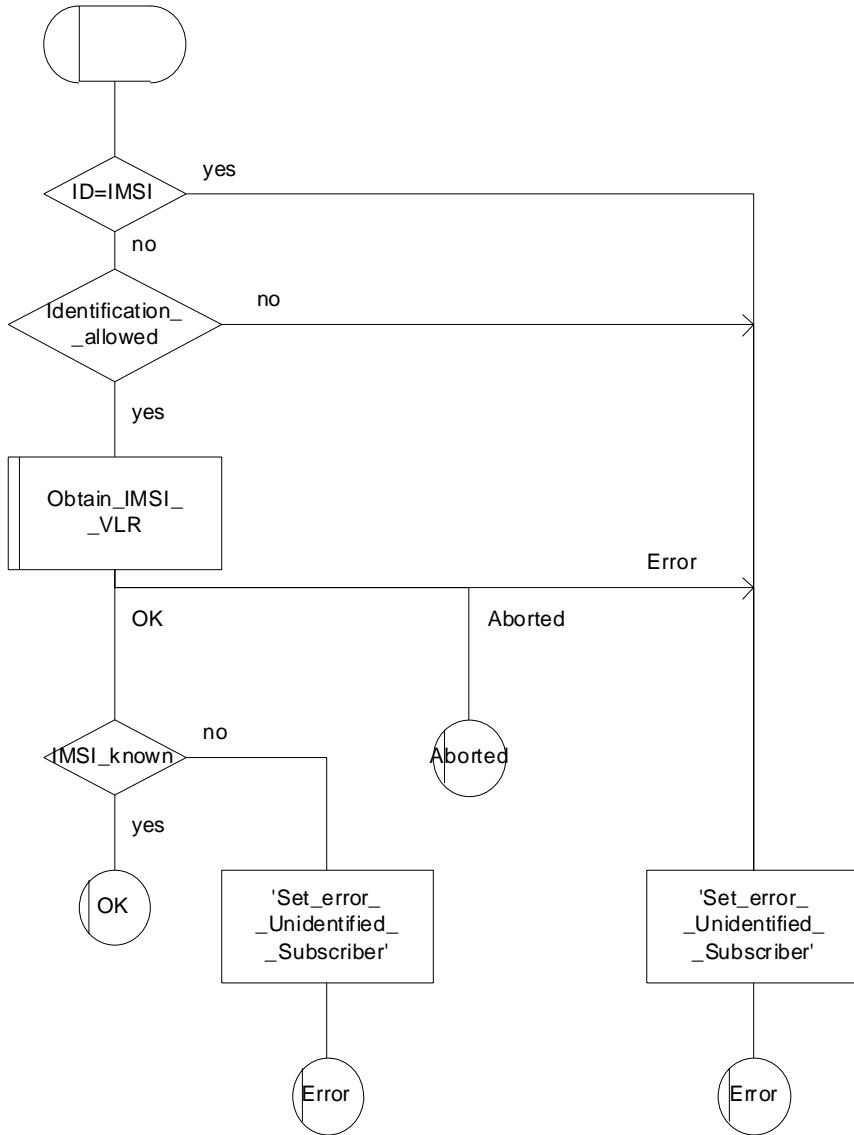 yes
ID=IMSI
no
Identification_
_allowed
no
yes
Obtain_IMSI_
_VLR
Error
OK
Aborted
no
IMSI_known
Aborted
yes
OK
'Set_error_
_Unidentified_
_Subscriber'
'Set_error_
_Unidentified_
_Subscriber'
Error
Error